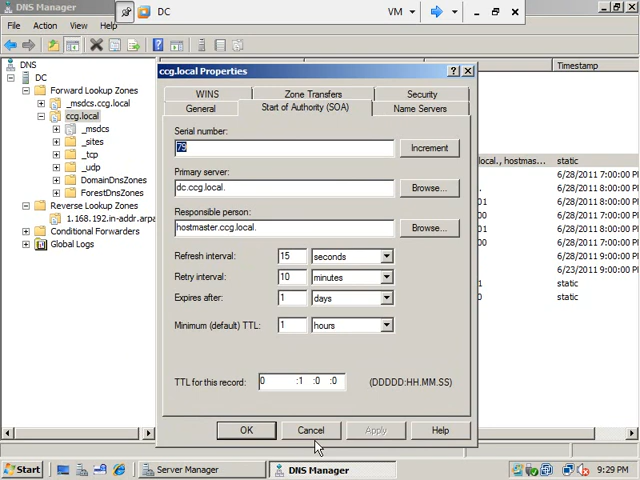 DNS Manager
DC
VM
File
Action
View
Help
DNS
DC
Forward Lookup Zones
_msdcs.ccg.local
ccg.local
_msdcs
_sites
_tcp
_udp
DomainDnsZones
ForestDnsZones
Reverse Lookup Zones
1.168.192.in-addr.arpa
Conditional Forwarders
Global Logs
ccg.local Properties
WINS
Zone Transfers
Security
General
Start of Authority (SOA)
Name Servers
Serial number:
79
Increment
Primary server:
dc.ccg.local.
Browse...
Responsible person:
hostmaster.ccg.local.
Browse...
Refresh interval:
15
seconds
Retry interval:
10
minutes
Expires after:
1
days
Minimum (default) TTL:
1
hours
TTL for this record:
0 :1 :0 :0
(DDDDD:HH.MM.SS)
OK
Cancel
Apply
Help
Timestamp
local., hostmas...
static
6/28/2011 7:00:00 P
6/28/2011 9:00:00 P
6/28/2011 7:00:00 P
6/28/2011 7:00:00 P
6/28/2011 7:00:00 P
6/28/2011 9:00:00 P
6/23/2011 9:00:00 P
static
static
Start
Server Manager
DNS Manager
9:29 PM